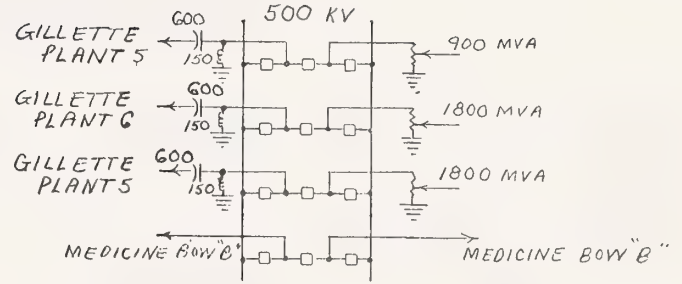 500 KV
600
GILLETTE
PLANT 5
150
900 MVA
600
GILLETTE
PLANT 6
150
1800 MVA
600
GILLETTE
PLANT 5
150
1800 MVA
MEDICINE BOW "B"
MEDICINE BOW "B"